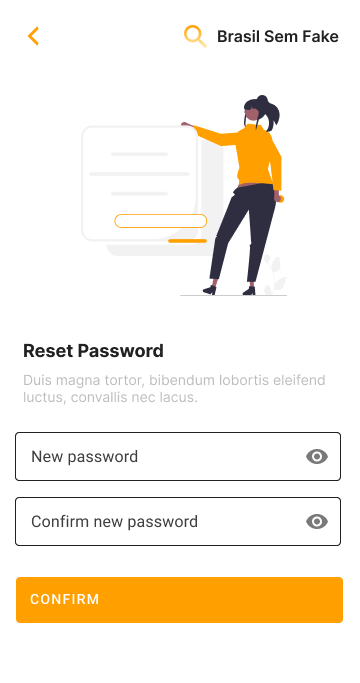 Brasil Sem Fake
Reset Password
Duis magna tortor, bibendum lobortis eleifend
luctus, convallis nec lacus.
New password
Confirm new password
CONFIRM